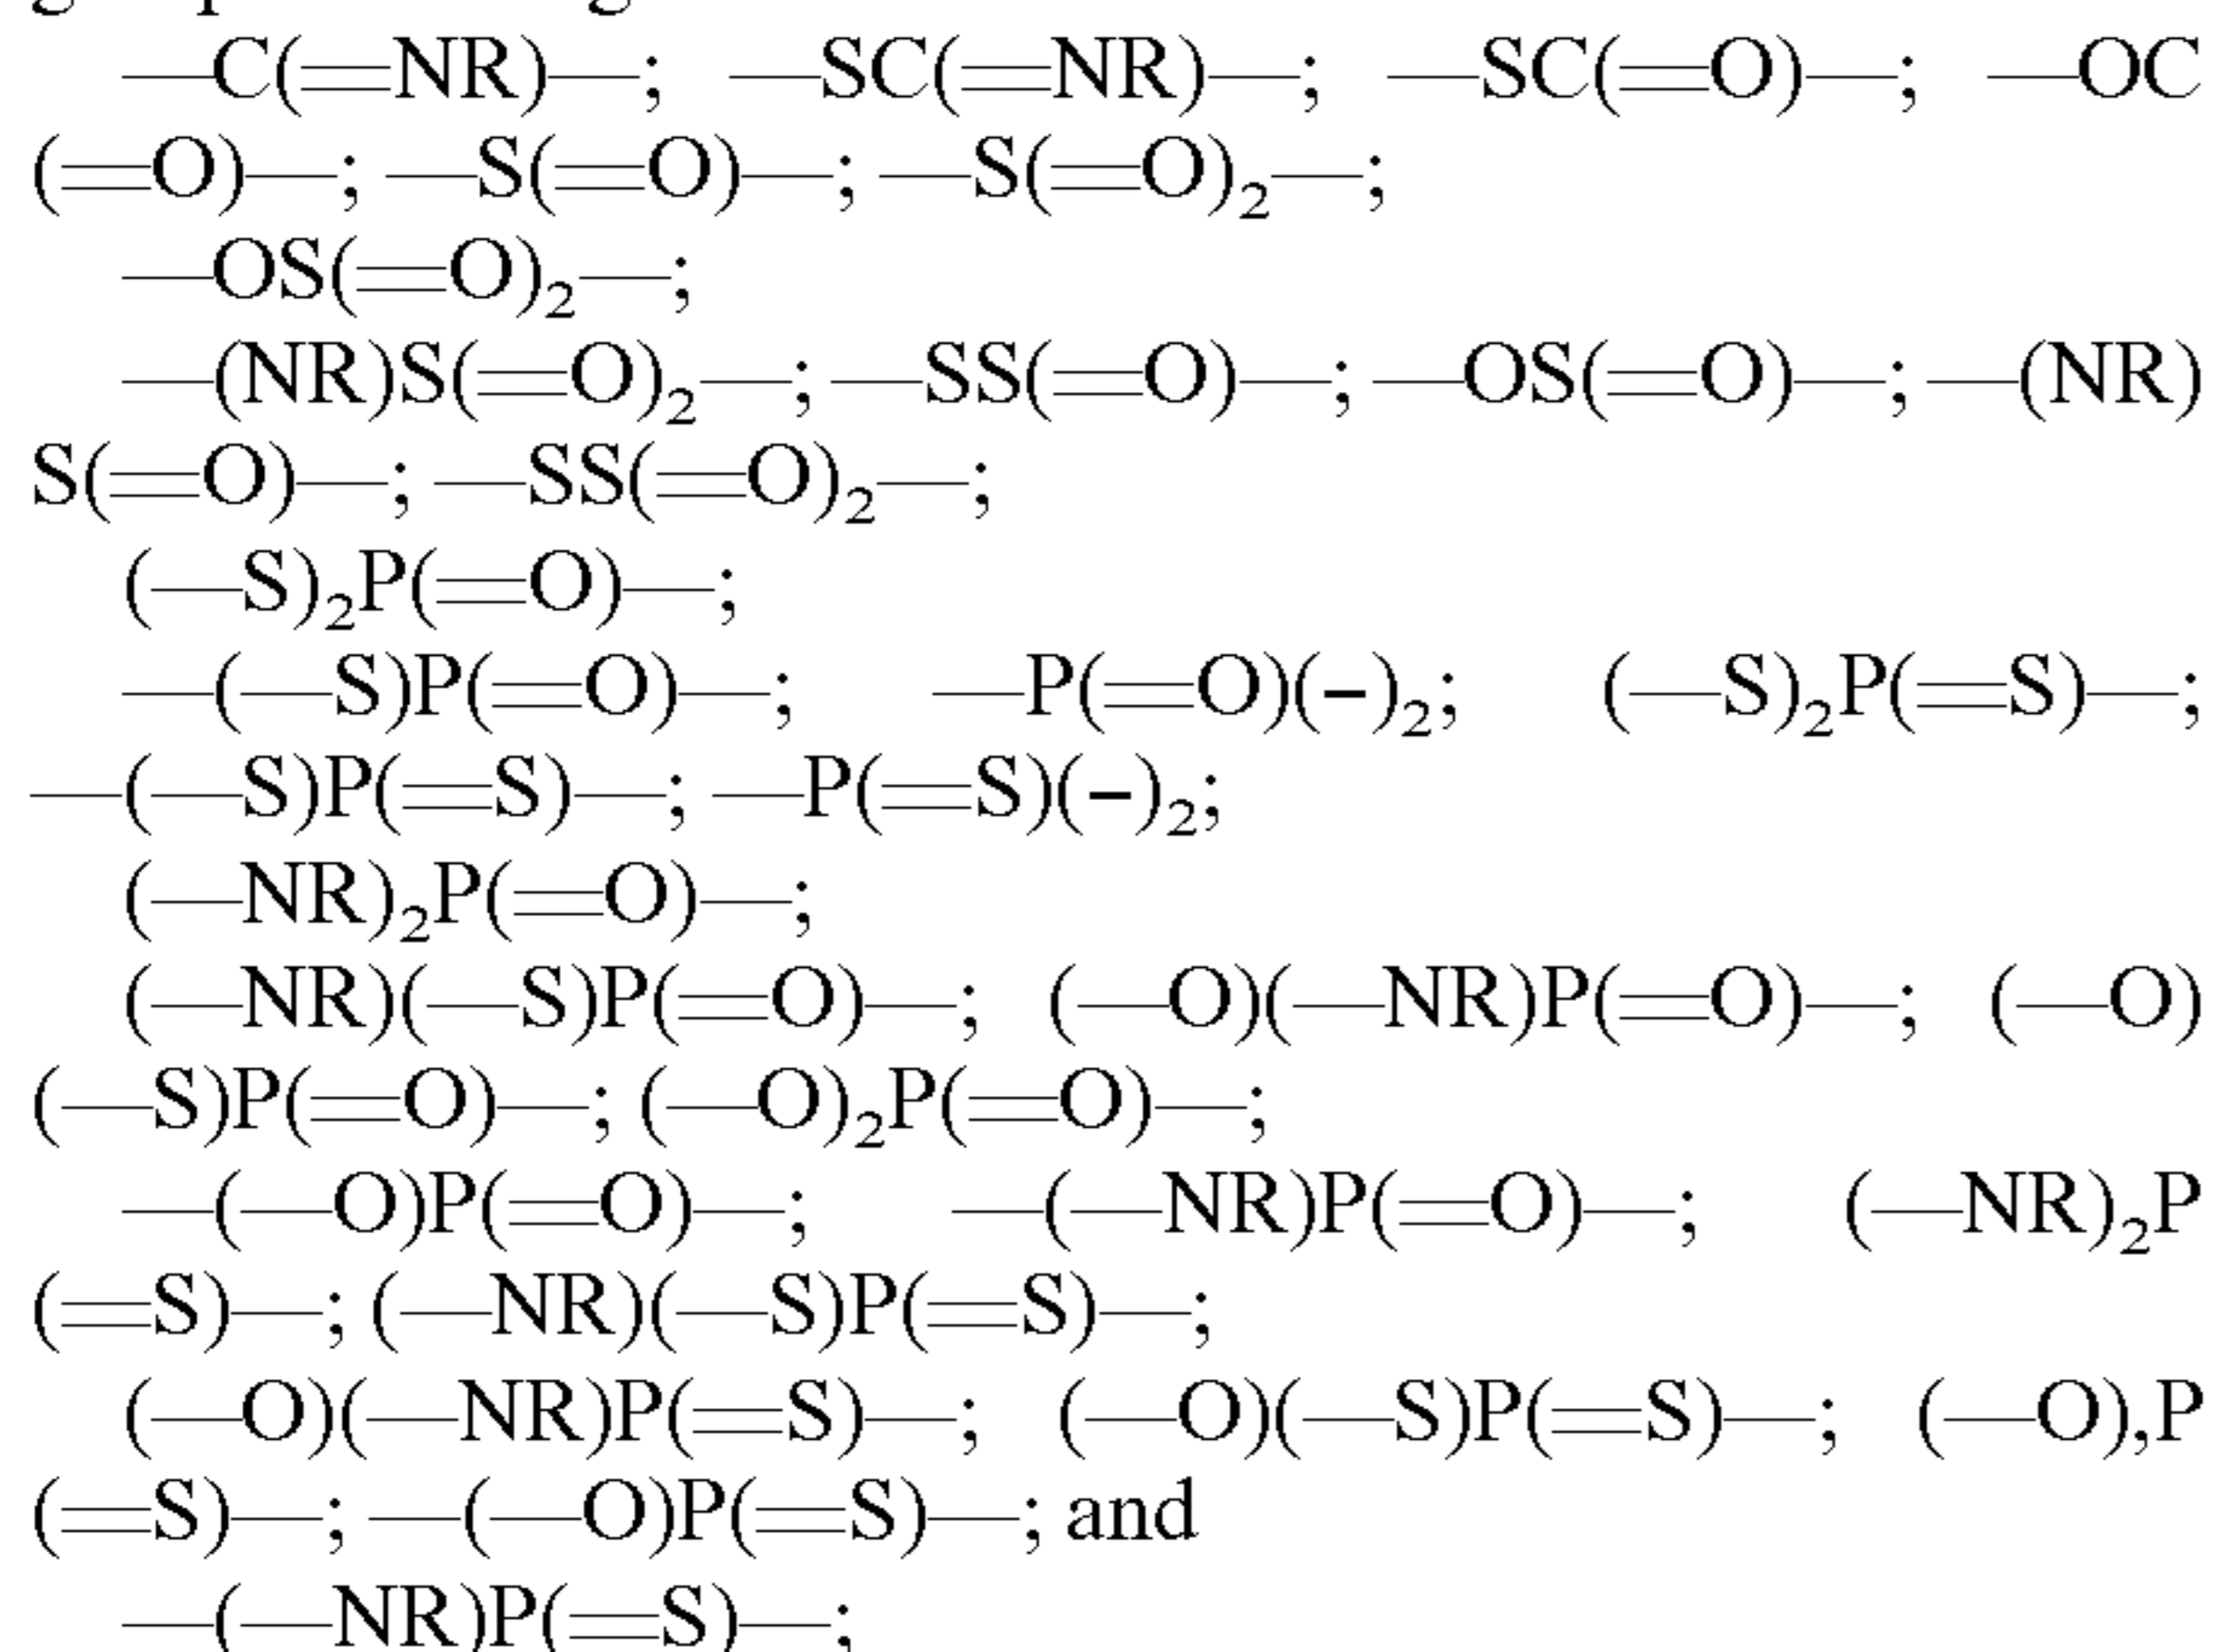 —C(═NR)—; —SC(═NR)—; —SC(═O)—; —OC
(═O)—; —S(═O)—; —S(═O)₂—;
—OS(═O)₂—;
—(NR)S(═O)₂—; —SS(═O)—; —OS(═O)—; —(NR)
S(═O)—; —SS(═O)₂—;
(—S)₂P(═O)—;
—(—S)P(═O)—; —P(═O)(–)₂; (—S)₂P(═S)—;
—(—S)P(═S)—; —P(═S)(–)₂;
(—NR)₂P(═O)—;
(—NR)(—S)P(═O)—; (—O)(—NR)P(═O)—; (—O)
(—S)P(═O)—; (—O)₂P(═O)—;
—(—O)P(═O)—; —(—NR)P(═O)—; (—NR)₂P
(═S)—; (—NR)(—S)P(═S)—;
(—O)(—NR)P(═S)—; (—O)(—S)P(═S)—; (—O),P
(═S)—; —(—O)P(═S)—; and
—(—NR)P(═S)—;